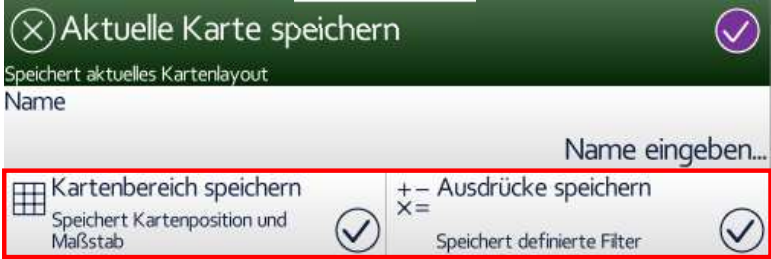 Aktuelle Karte speichern
Speichert aktuelles Kartenlayout
Name
Name eingeben...
Kartenbereich speichern
Speichert Kartenposition und
Maßstab
Ausdrücke speichern
Speichert definierte Filter